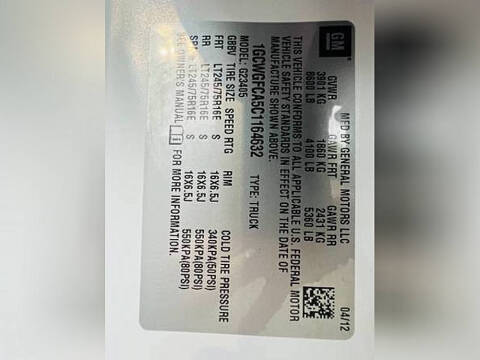 GM
MFD BY GENERAL MOTORS LLC
04/12
GVWR GAWR FRT GAWR RR
3901 KG 1860 KG 2431 KG
8600 LB 4100 LB 5360 LB
THIS VEHICLE CONFORMS TO ALL APPLICABLE U.S. FEDERAL MOTOR
VEHICLE SAFETY STANDARDS IN EFFECT ON THE DATE OF
MANUFACTURE SHOWN ABOVE.
1GCWGFCA5C1164632 TYPE: TRUCK
MODEL: G23405
GBBV TIRE SIZE SPEED RTG RIM COLD TIRE PRESSURE
FRT LT245/75R16E S 16X6.5J 340KPA(50PSI)
RR LT245/75R16E S 16X6.5J 550KPA(80PSI)
SPA LT245/75R16E S 16X6.5J 550KPA(80PSI)
SEE OWNER'S MANUAL i FOR MORE INFORMATION.